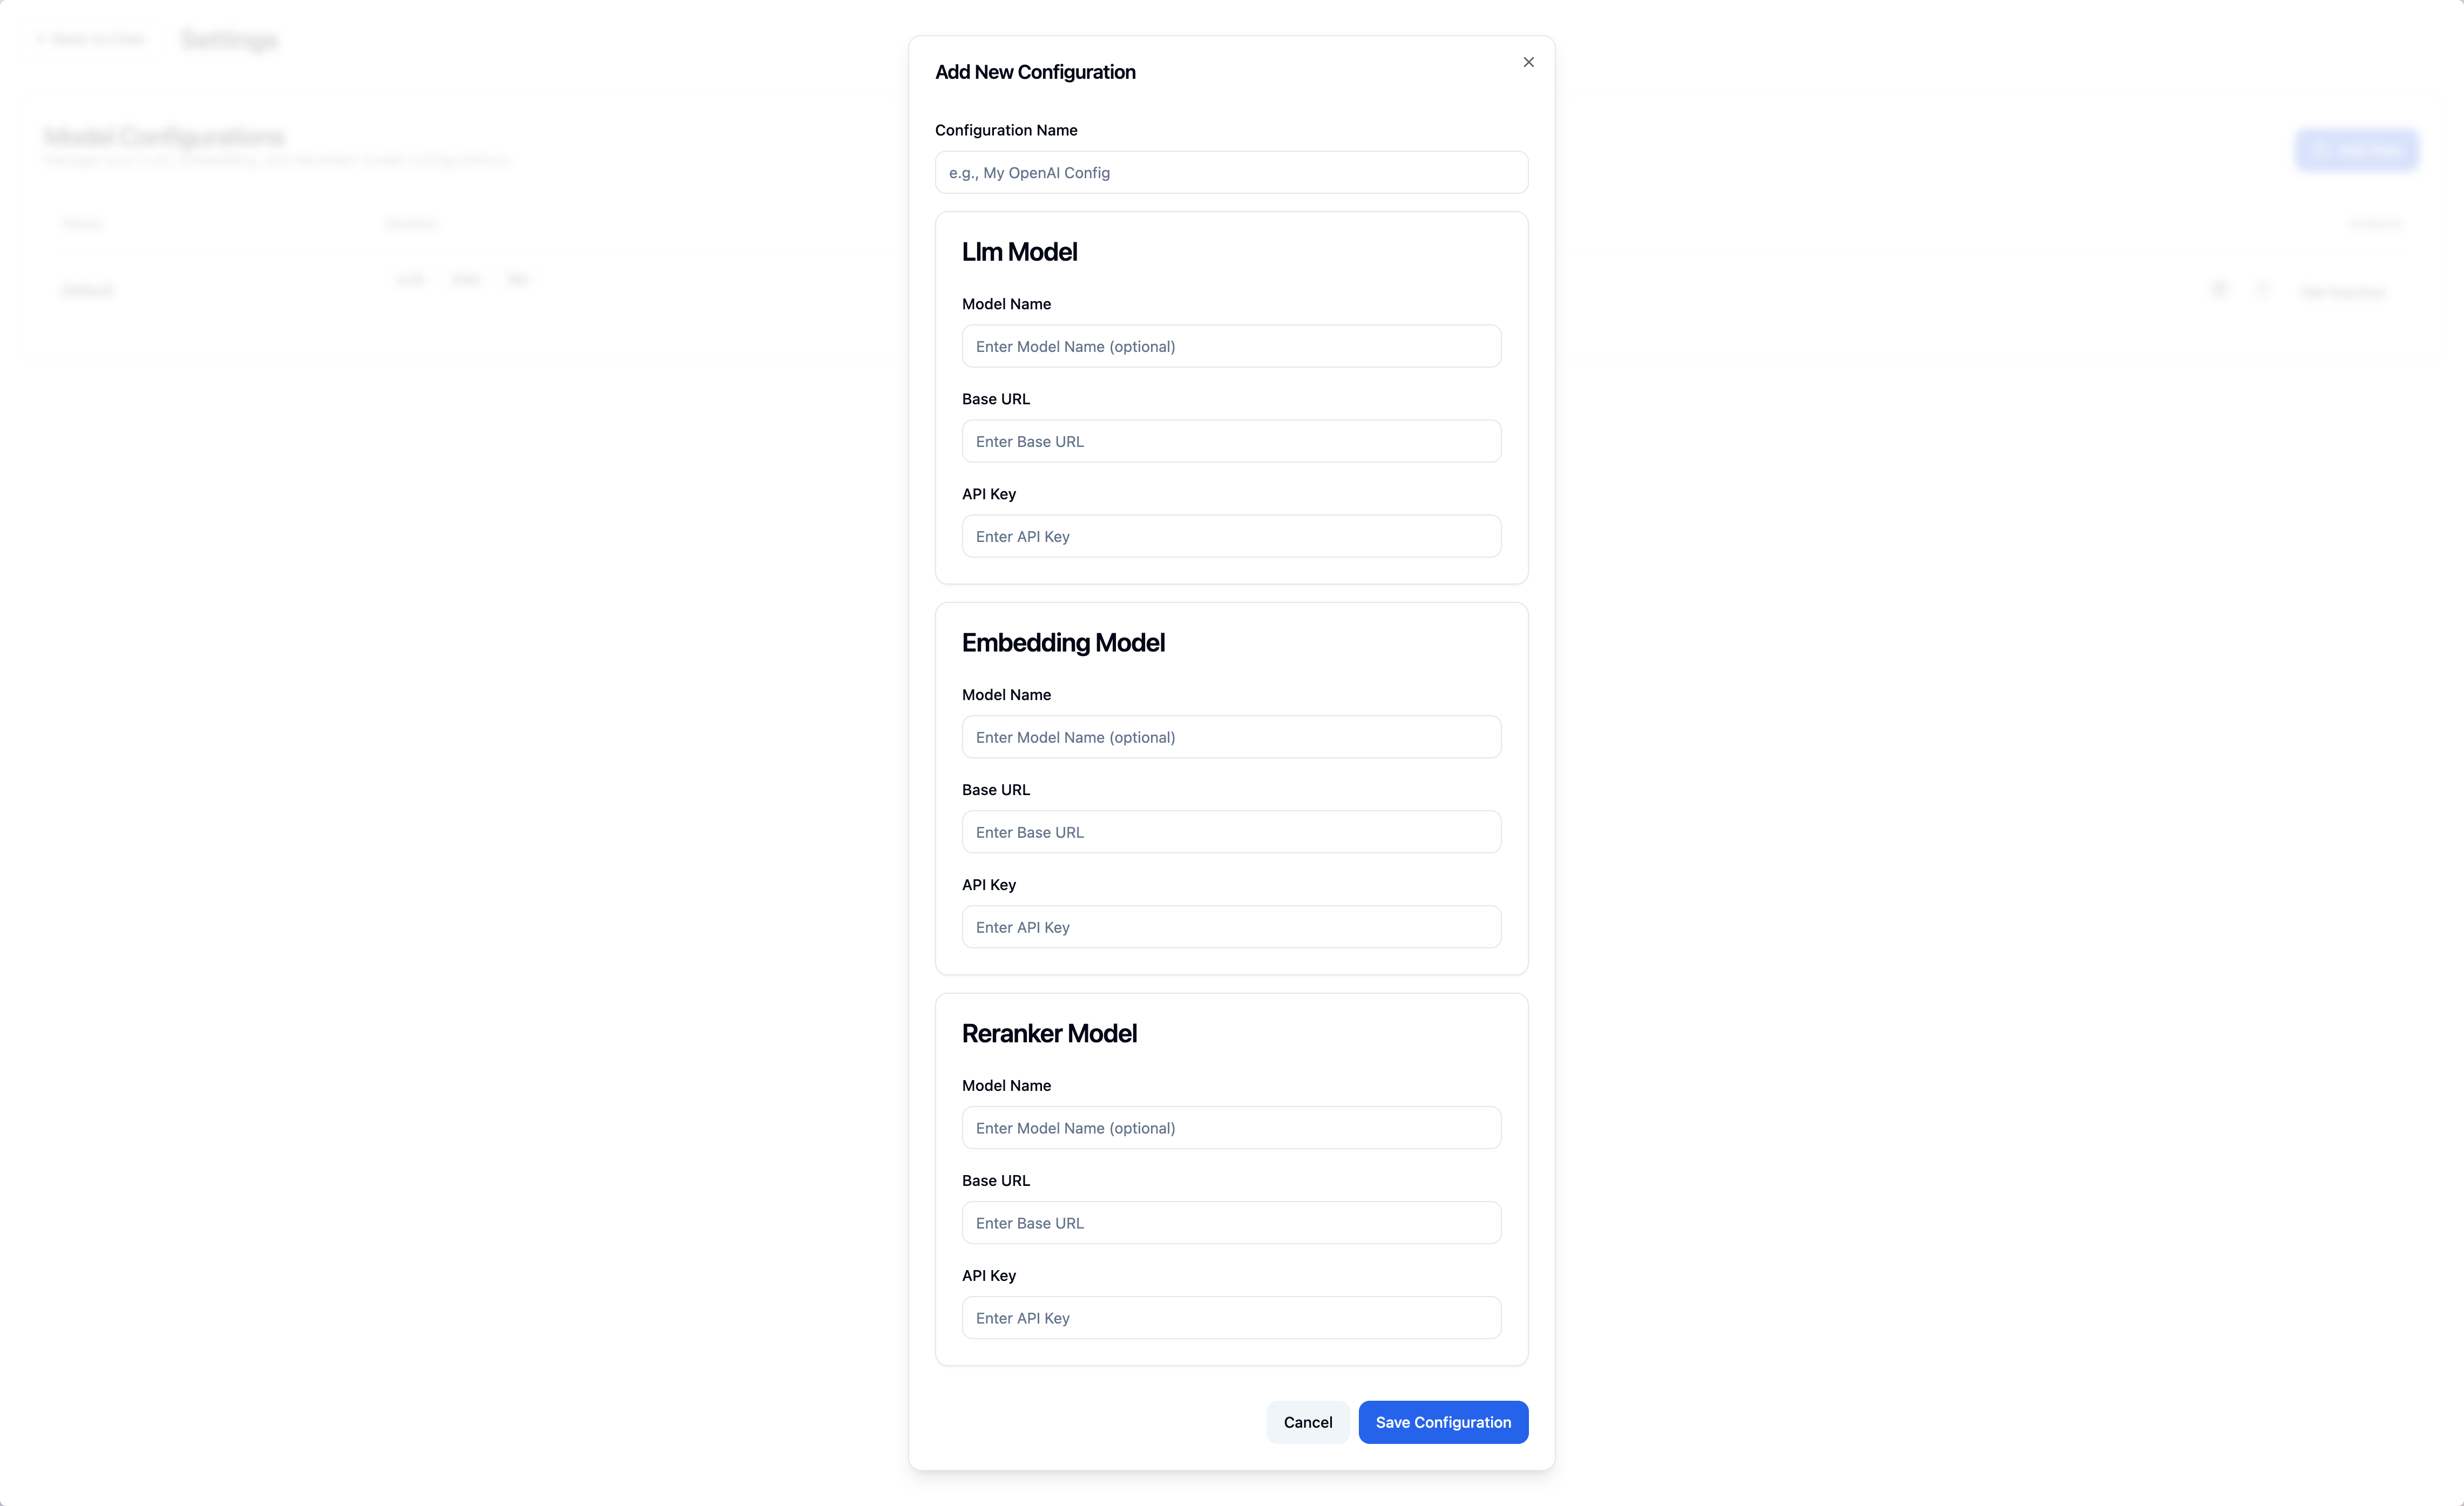 Settings
Add New Configuration
Model Configurations
Configuration Name
e.g., My OpenAI Config
Llm Model
Model Name
Enter Model Name (optional)
Base URL
Enter Base URL
API Key
Enter API Key
Embedding Model
Model Name
Enter Model Name (optional)
Base URL
Enter Base URL
API Key
Enter API Key
Reranker Model
Model Name
Enter Model Name (optional)
Base URL
Enter Base URL
API Key
Enter API Key
Cancel
Save Configuration